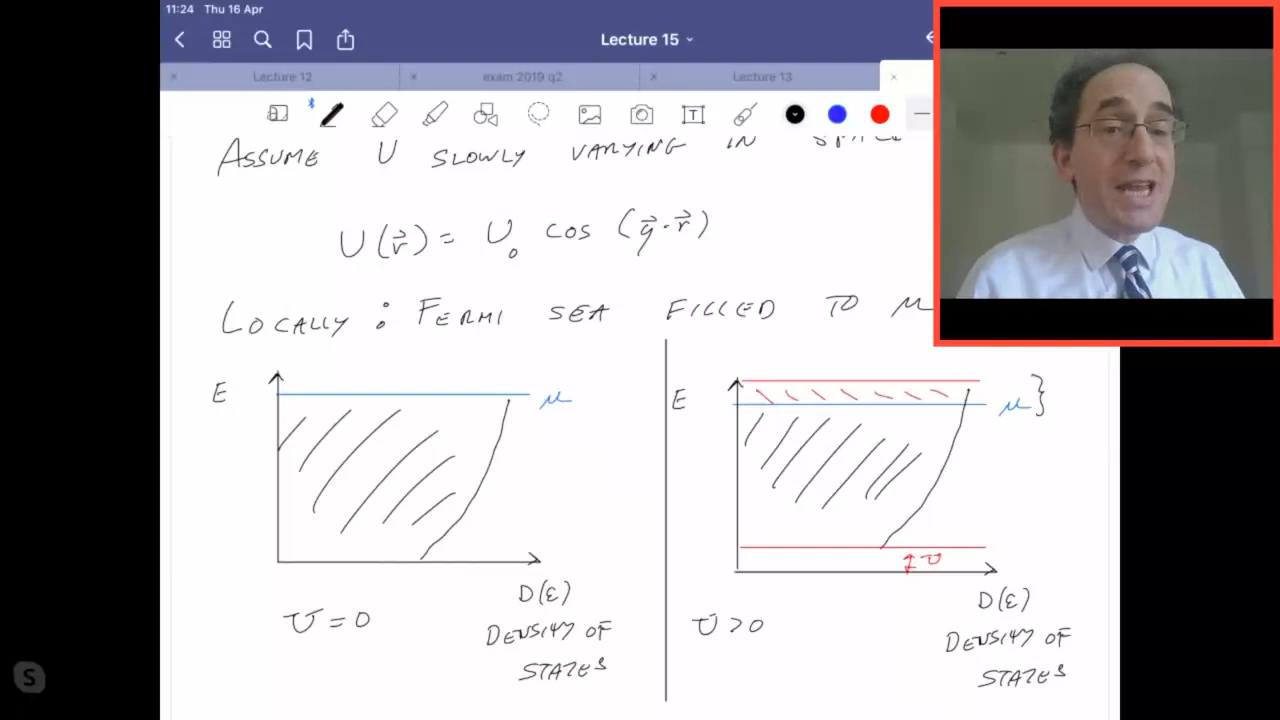 11:24 Thu 16 Apr
Lecture 15
Lecture 12
exam 2019 q2
Lecture 13
T
ASSUME U SLOWLY VARYING IN SPACE
U(r⃗) = U₀ cos (q⃗·r⃗)
LOCALLY: FERMI SEA FILLED TO μ
E μ
D(ε)
U = 0
DENSITY OF
STATES
E μ }
U
D(ε)
U > 0
DENSITY OF
STATES
S